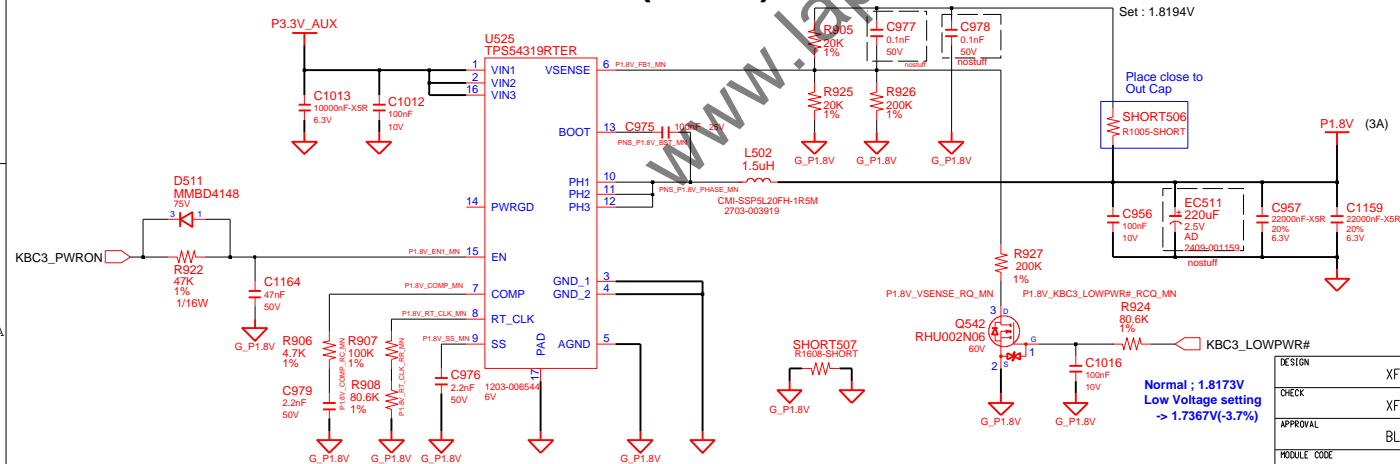 Set : 1.8194V
P3.3V_AUX
U525
TPS54319RTER
1
VIN1
2
VIN2
16
VIN3
VSENSE
6
P1.8V_FB1_MN
R905
20K
1%
C977
0.1nF
50V
nostuff
C978
0.1nF
50V
nostuff
C1013
10000nF-X5R
6.3V
C1012
100nF
10V
R925
20K
1%
R926
200K
1%
G_P1.8V
G_P1.8V
G_P1.8V
Place close to
Out Cap
SHORT506
R1005-SHORT
P1.8V
(3A)
BOOT
13
C975
100nF
25V
PNS_P1.8V_BST_MN
L502
1.5uH
PH1
10
PH2
11
PH3
12
PNS_P1.8V_PHASE_MN
CMI-SSP5L20FH-1R5M
2703-003919
D511
MMBD4148
75V
3
1
14
PWRGD
C956
100nF
10V
EC511
220uF
2.5V
AD
2409-001159
nostuff
C957
22000nF-X5R
20%
6.3V
C1159
22000nF-X5R
20%
6.3V
KBC3_PWRON
R922
47K
1%
1/16W
P1.8V_EN1_MN
15
EN
C1164
47nF
50V
G_P1.8V
GND_1
3
GND_2
4
P1.8V_COMP_MN
7
COMP
P1.8V_RT_CLK_MN
8
RT_CLK
P1.8V_SS_MN
9
SS
PAD
17
AGND
5
R906
4.7K
1%
P1.8V_COMP_RC_MN
R907
100K
1%
P1.8V_RT_CLK_RR_MN
C979
2.2nF
50V
R908
80.6K
1%
C976
2.2nF
50V
1203-006544
6V
G_P1.8V
G_P1.8V
G_P1.8V
G_P1.8V
SHORT507
R1608-SHORT
G_P1.8V
R927
200K
1%
P1.8V_VSENSE_RQ_MN
P1.8V_KBC3_LOWPWR#_RCQ_MN
3
D
Q542
RHU002N06
60V
G
1
2
S
G_P1.8V
R924
80.6K
1%
KBC3_LOWPWR#
C1016
100nF
10V
G_P1.8V
Normal ; 1.8173V
Low Voltage setting
-> 1.7367V(-3.7%)
DESIGN
XF
CHECK
XF
APPROVAL
BL
MODULE CODE